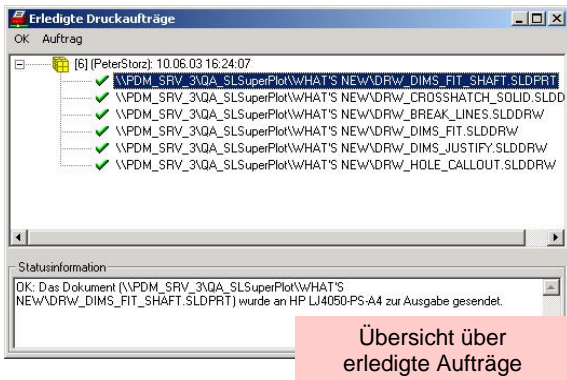 Erledigte Druckaufträge
OK Auftrag
[6] (PeterStorz): 10.06.03 16:24:07
\\PDM_SRV_3\QA_SLSuperPlot\WHAT'S NEW\DRW_DIMS_FIT_SHAFT.SLDPRT
\\PDM_SRV_3\QA_SLSuperPlot\WHAT'S NEW\DRW_CROSSHATCH_SOLID.SLDD
\\PDM_SRV_3\QA_SLSuperPlot\WHAT'S NEW\DRW_BREAK_LINES.SLDDRW
\\PDM_SRV_3\QA_SLSuperPlot\WHAT'S NEW\DRW_DIMS_FIT.SLDDRW
\\PDM_SRV_3\QA_SLSuperPlot\WHAT'S NEW\DRW_DIMS_JUSTIFY.SLDDRW
\\PDM_SRV_3\QA_SLSuperPlot\WHAT'S NEW\DRW_HOLE_CALLOUT.SLDDRW
Statusinformation
OK: Das Dokument (\\PDM_SRV_3\QA_SLSuperPlot\WHAT'S
NEW\DRW_DIMS_FIT_SHAFT.SLDPRT) wurde an HP LJ4050-PS-A4 zur Ausgabe gesendet.
Übersicht über
erledigte Aufträge